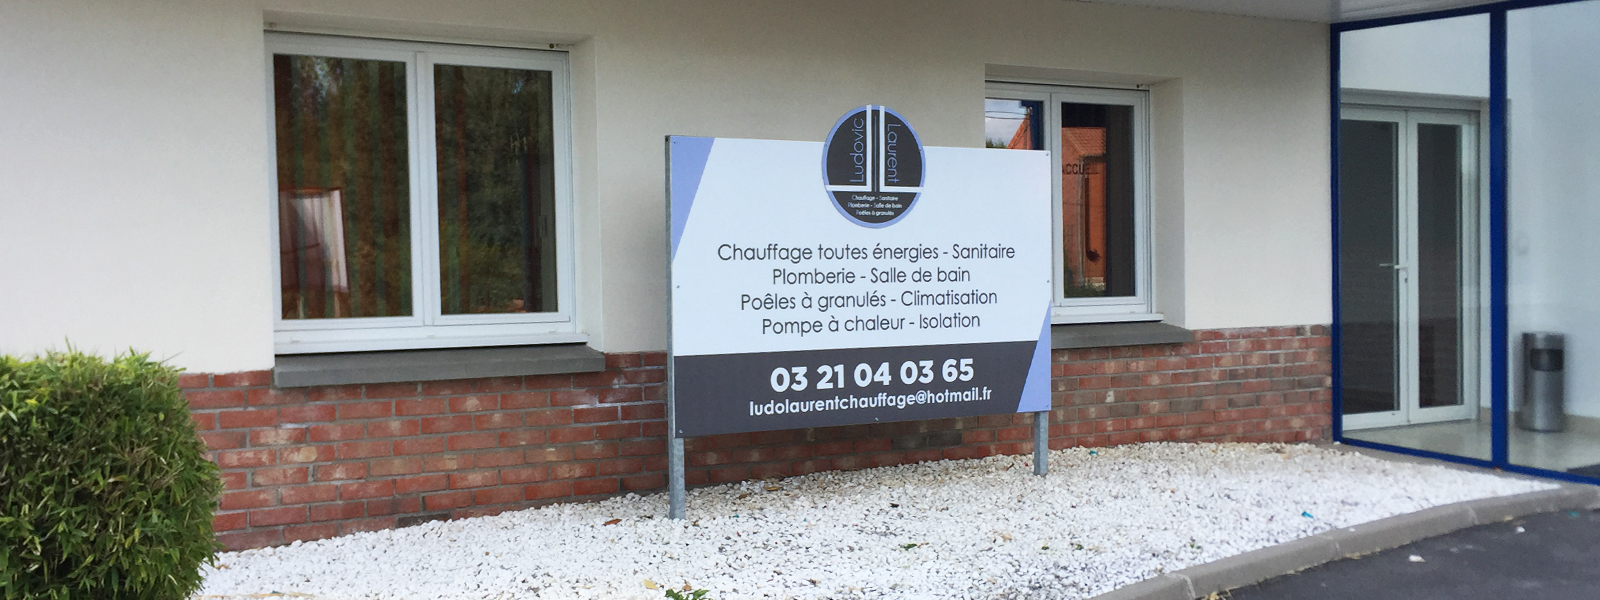 Ludovic
Laurent
Chauffage - Sanitaire
Plomberie - Salle de bain
Poêles à granulés
Chauffage toutes énergies - Sanitaire
Plomberie - Salle de bain
Poêles à granulés - Climatisation
Pompe à chaleur - Isolation
03 21 04 03 65
ludolaurentchauffage@hotmail.fr